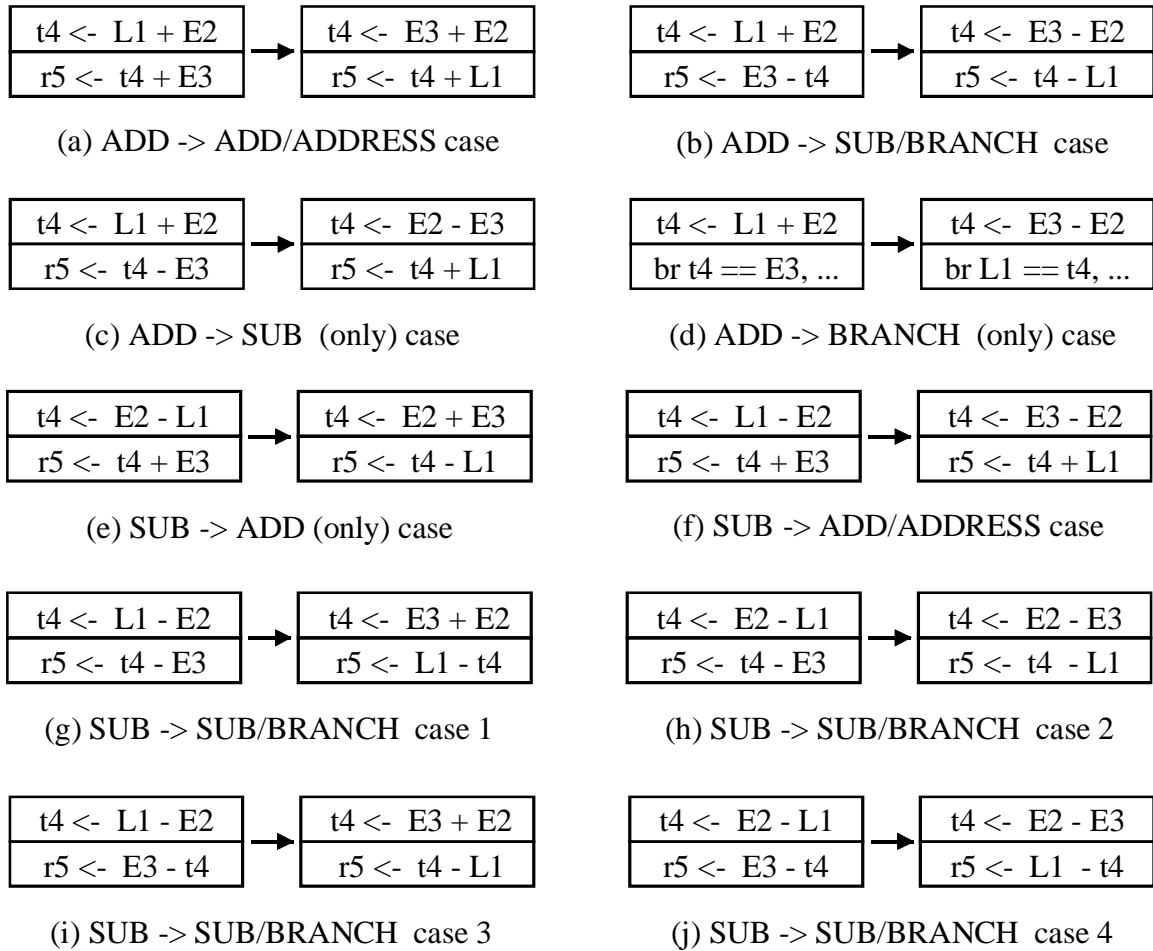 t4 <- L1 + E2
r5 <- t4 + E3
t4 <- E3 + E2
r5 <- t4 + L1
(a) ADD -> ADD/ADDRESS case
t4 <- L1 + E2
r5 <- E3 - t4
t4 <- E3 - E2
r5 <- t4 - L1
(b) ADD -> SUB/BRANCH case
t4 <- L1 + E2
r5 <- t4 - E3
t4 <- E2 - E3
r5 <- t4 + L1
(c) ADD -> SUB (only) case
t4 <- L1 + E2
br t4 == E3, ...
t4 <- E3 - E2
br L1 == t4, ...
(d) ADD -> BRANCH (only) case
t4 <- E2 - L1
r5 <- t4 + E3
t4 <- E2 + E3
r5 <- t4 - L1
(e) SUB -> ADD (only) case
t4 <- L1 - E2
r5 <- t4 + E3
t4 <- E3 - E2
r5 <- t4 + L1
(f) SUB -> ADD/ADDRESS case
t4 <- L1 - E2
r5 <- t4 - E3
t4 <- E3 + E2
r5 <- L1 - t4
(g) SUB -> SUB/BRANCH case 1
t4 <- E2 - L1
r5 <- t4 - E3
t4 <- E2 - E3
r5 <- t4 - L1
(h) SUB -> SUB/BRANCH case 2
t4 <- L1 - E2
r5 <- E3 - t4
t4 <- E3 + E2
r5 <- t4 - L1
(i) SUB -> SUB/BRANCH case 3
t4 <- E2 - L1
r5 <- E3 - t4
t4 <- E2 - E3
r5 <- L1 - t4
(j) SUB -> SUB/BRANCH case 4